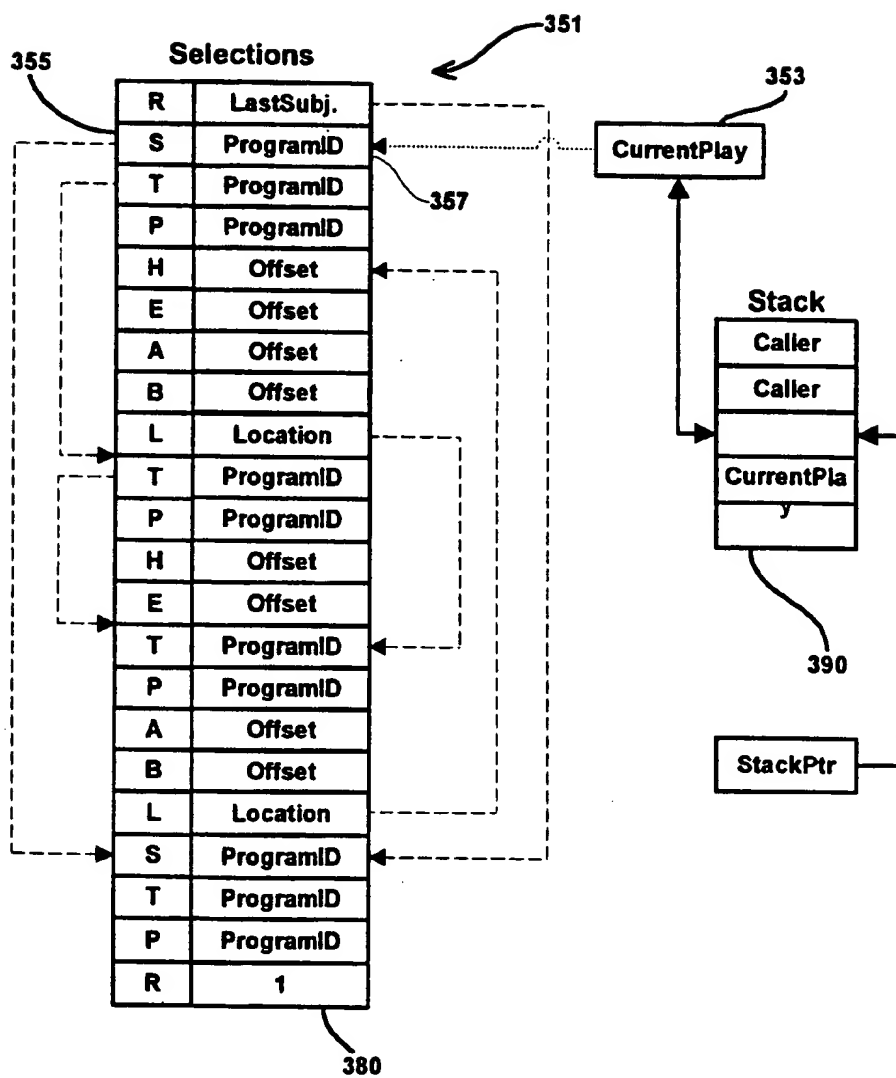 351
Selections
355
353
R LastSubj.
S ProgramID
CurrentPlay
T ProgramID
357
P ProgramID
H Offset
E Offset
A Offset
B Offset
L Location
T ProgramID
P ProgramID
H Offset
E Offset
T ProgramID
P ProgramID
A Offset
B Offset
L Location
S ProgramID
T ProgramID
P ProgramID
R 1
380
Stack
Caller
Caller
CurrentPla
y
390
StackPtr